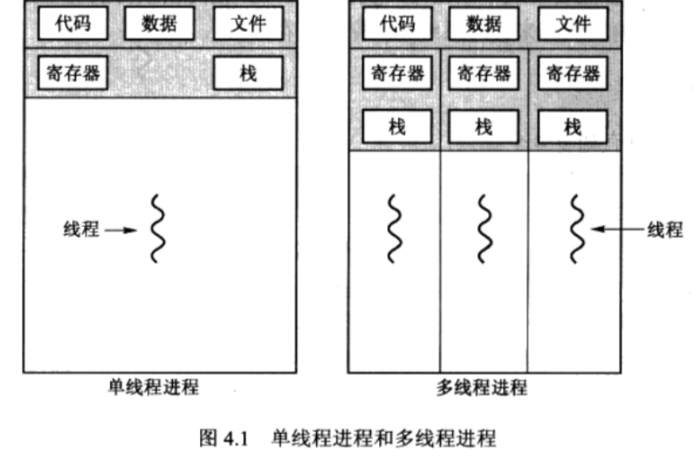 代码 数据 文件
寄存器 栈
线程
单线程进程
代码 数据 文件
寄存器 寄存器 寄存器
栈 栈 栈
线程
多线程进程
图 4.1 单线程进程和多线程进程